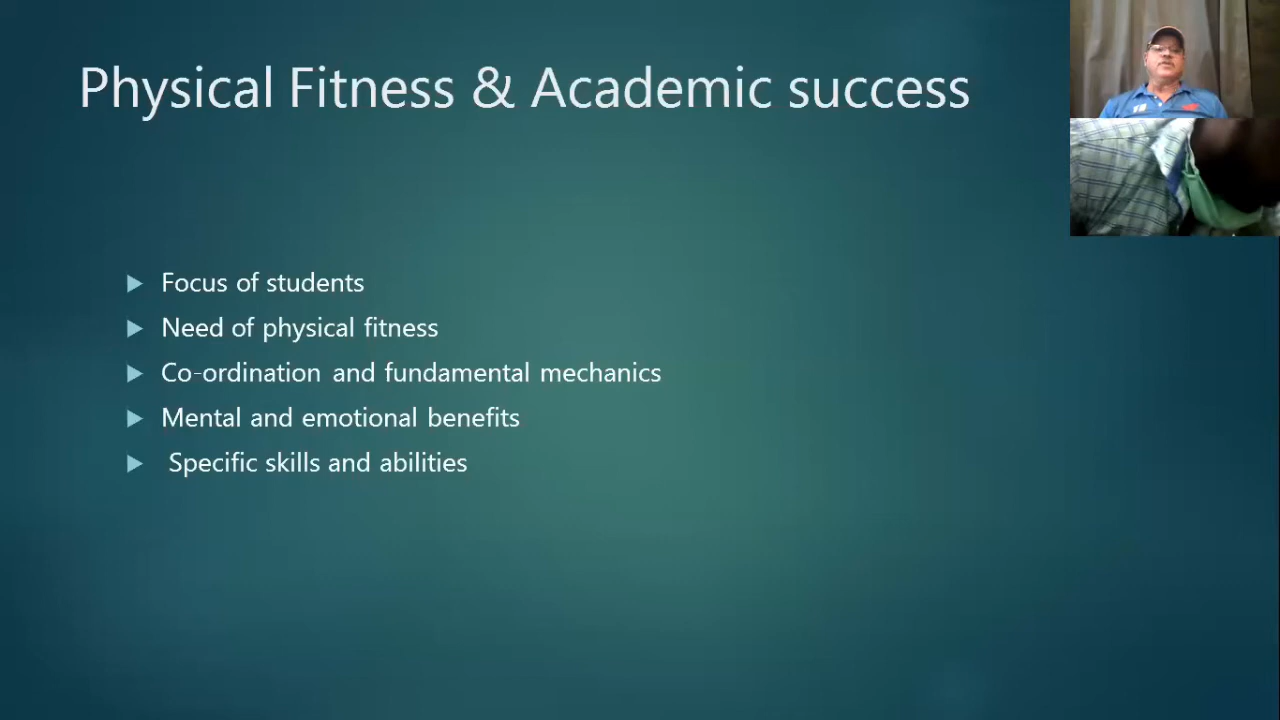 Physical Fitness & Academic success
Focus of students
Need of physical fitness
Co-ordination and fundamental mechanics
Mental and emotional benefits
Specific skills and abilities